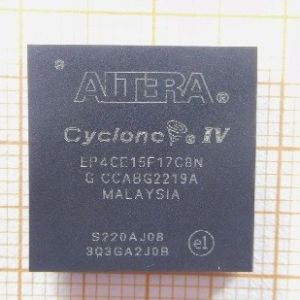 ALTERA®
Cyclone® IV
EP4CE15F17C8N
G CCABG2219A
MALAYSIA
S220AJ08
3Q3GA2J0B
e1